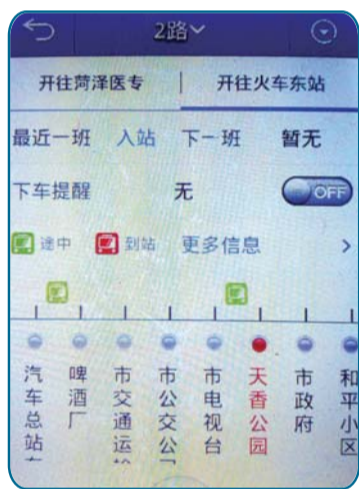 2路
开往菏泽医专 开往火车东站
最近一班 入站 下一班 暂无
下车提醒 无 OFF
途中 到站 更多信息 >
汽车总站
啤酒厂
市交通运
市公交公
市电视台
天香公园
市政府
和平小区